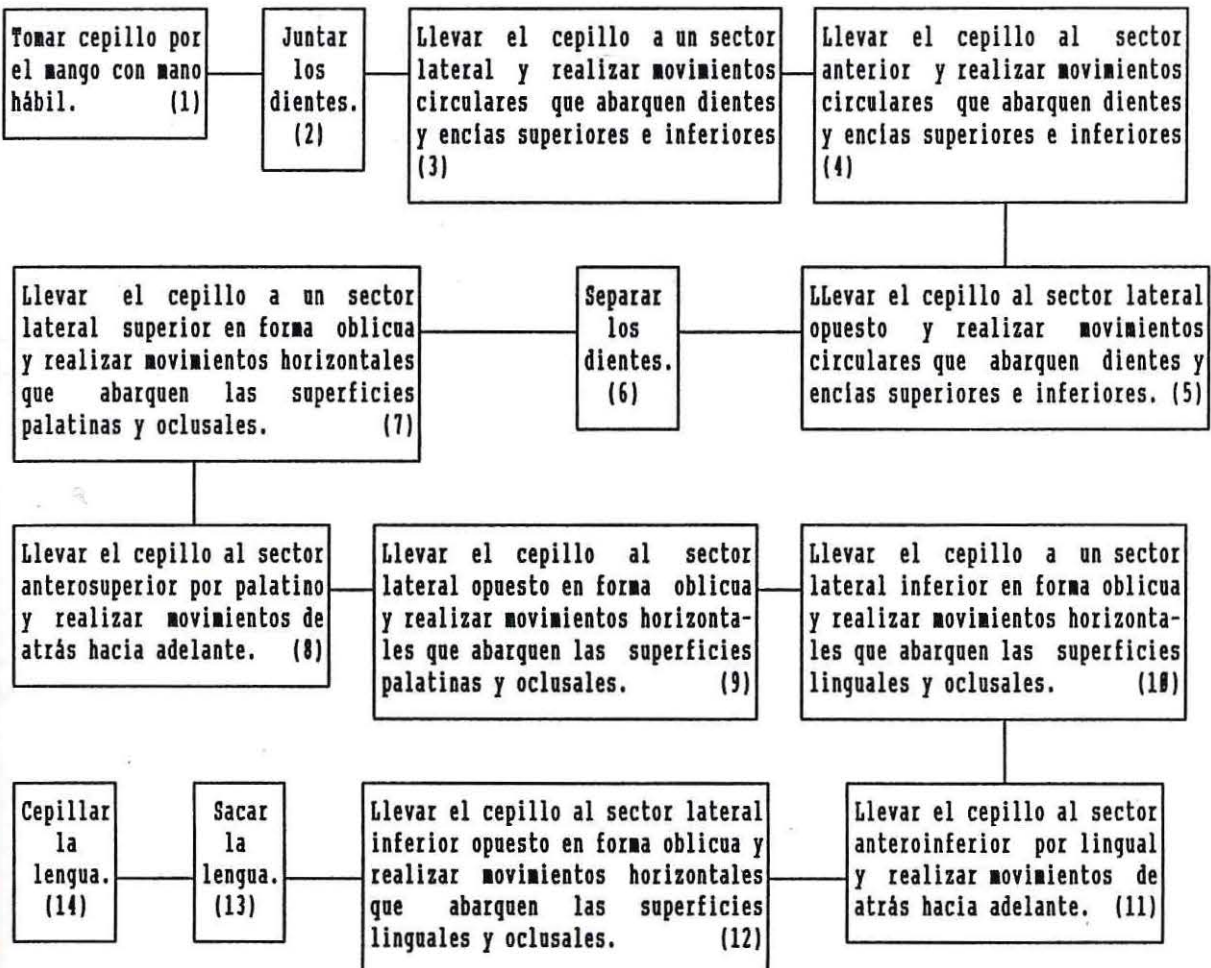 Tomar cepillo por
el mango con mano
hábil. (1)
Juntar
los
dientes.
(2)
Llevar el cepillo a un sector
lateral y realizar movimientos
circulares que abarquen dientes
y encías superiores e inferiores
(3)
Llevar el cepillo al sector
anterior y realizar movimientos
circulares que abarquen dientes
y encías superiores e inferiores
(4)
LLevar el cepillo al sector lateral
opuesto y realizar movimientos
circulares que abarquen dientes y
encías superiores e inferiores. (5)
Separar
los
dientes.
(6)
Llevar el cepillo a un sector
lateral superior en forma oblicua
y realizar movimientos horizontales
que abarquen las superficies
palatinas y oclusales. (7)
Llevar el cepillo al sector
anterosuperior por palatino
y realizar movimientos de
atrás hacia adelante. (8)
Llevar el cepillo al sector
lateral opuesto en forma oblicua
y realizar movimientos horizonta-
les que abarquen las superficies
palatinas y oclusales. (9)
Llevar el cepillo a un sector
lateral inferior en forma oblicua
y realizar movimientos horizonta-
les que abarquen las superficies
linguales y oclusales. (10)
Llevar el cepillo al sector
anteroinferior por lingual
y realizar movimientos de
atrás hacia adelante. (11)
Llevar el cepillo al sector lateral
inferior opuesto en forma oblicua y
realizar movimientos horizontales
que abarquen las superficies
linguales y oclusales. (12)
Sacar
la
lengua.
(13)
Cepillar
la
lengua.
(14)